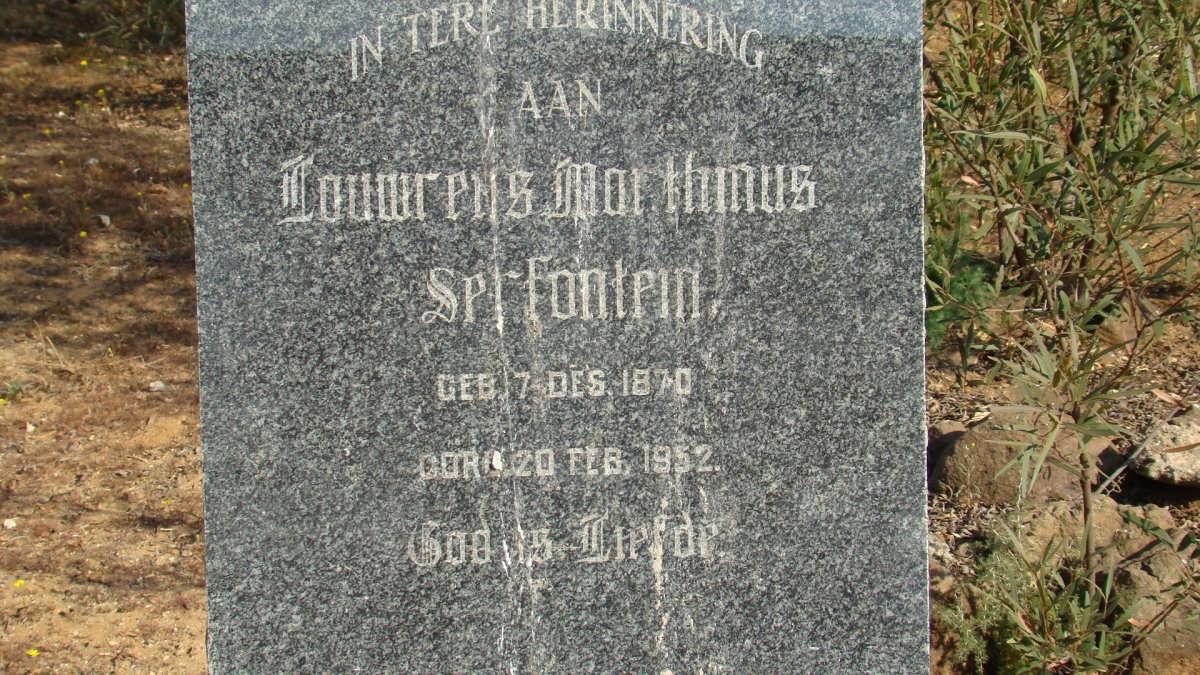 IN TERE HERINNERING
AAN
Louwrens Marthinus
Serfontein.
GEB. 7 DES. 1870
OORL. 20 FEB. 1952.
God is Liefde.